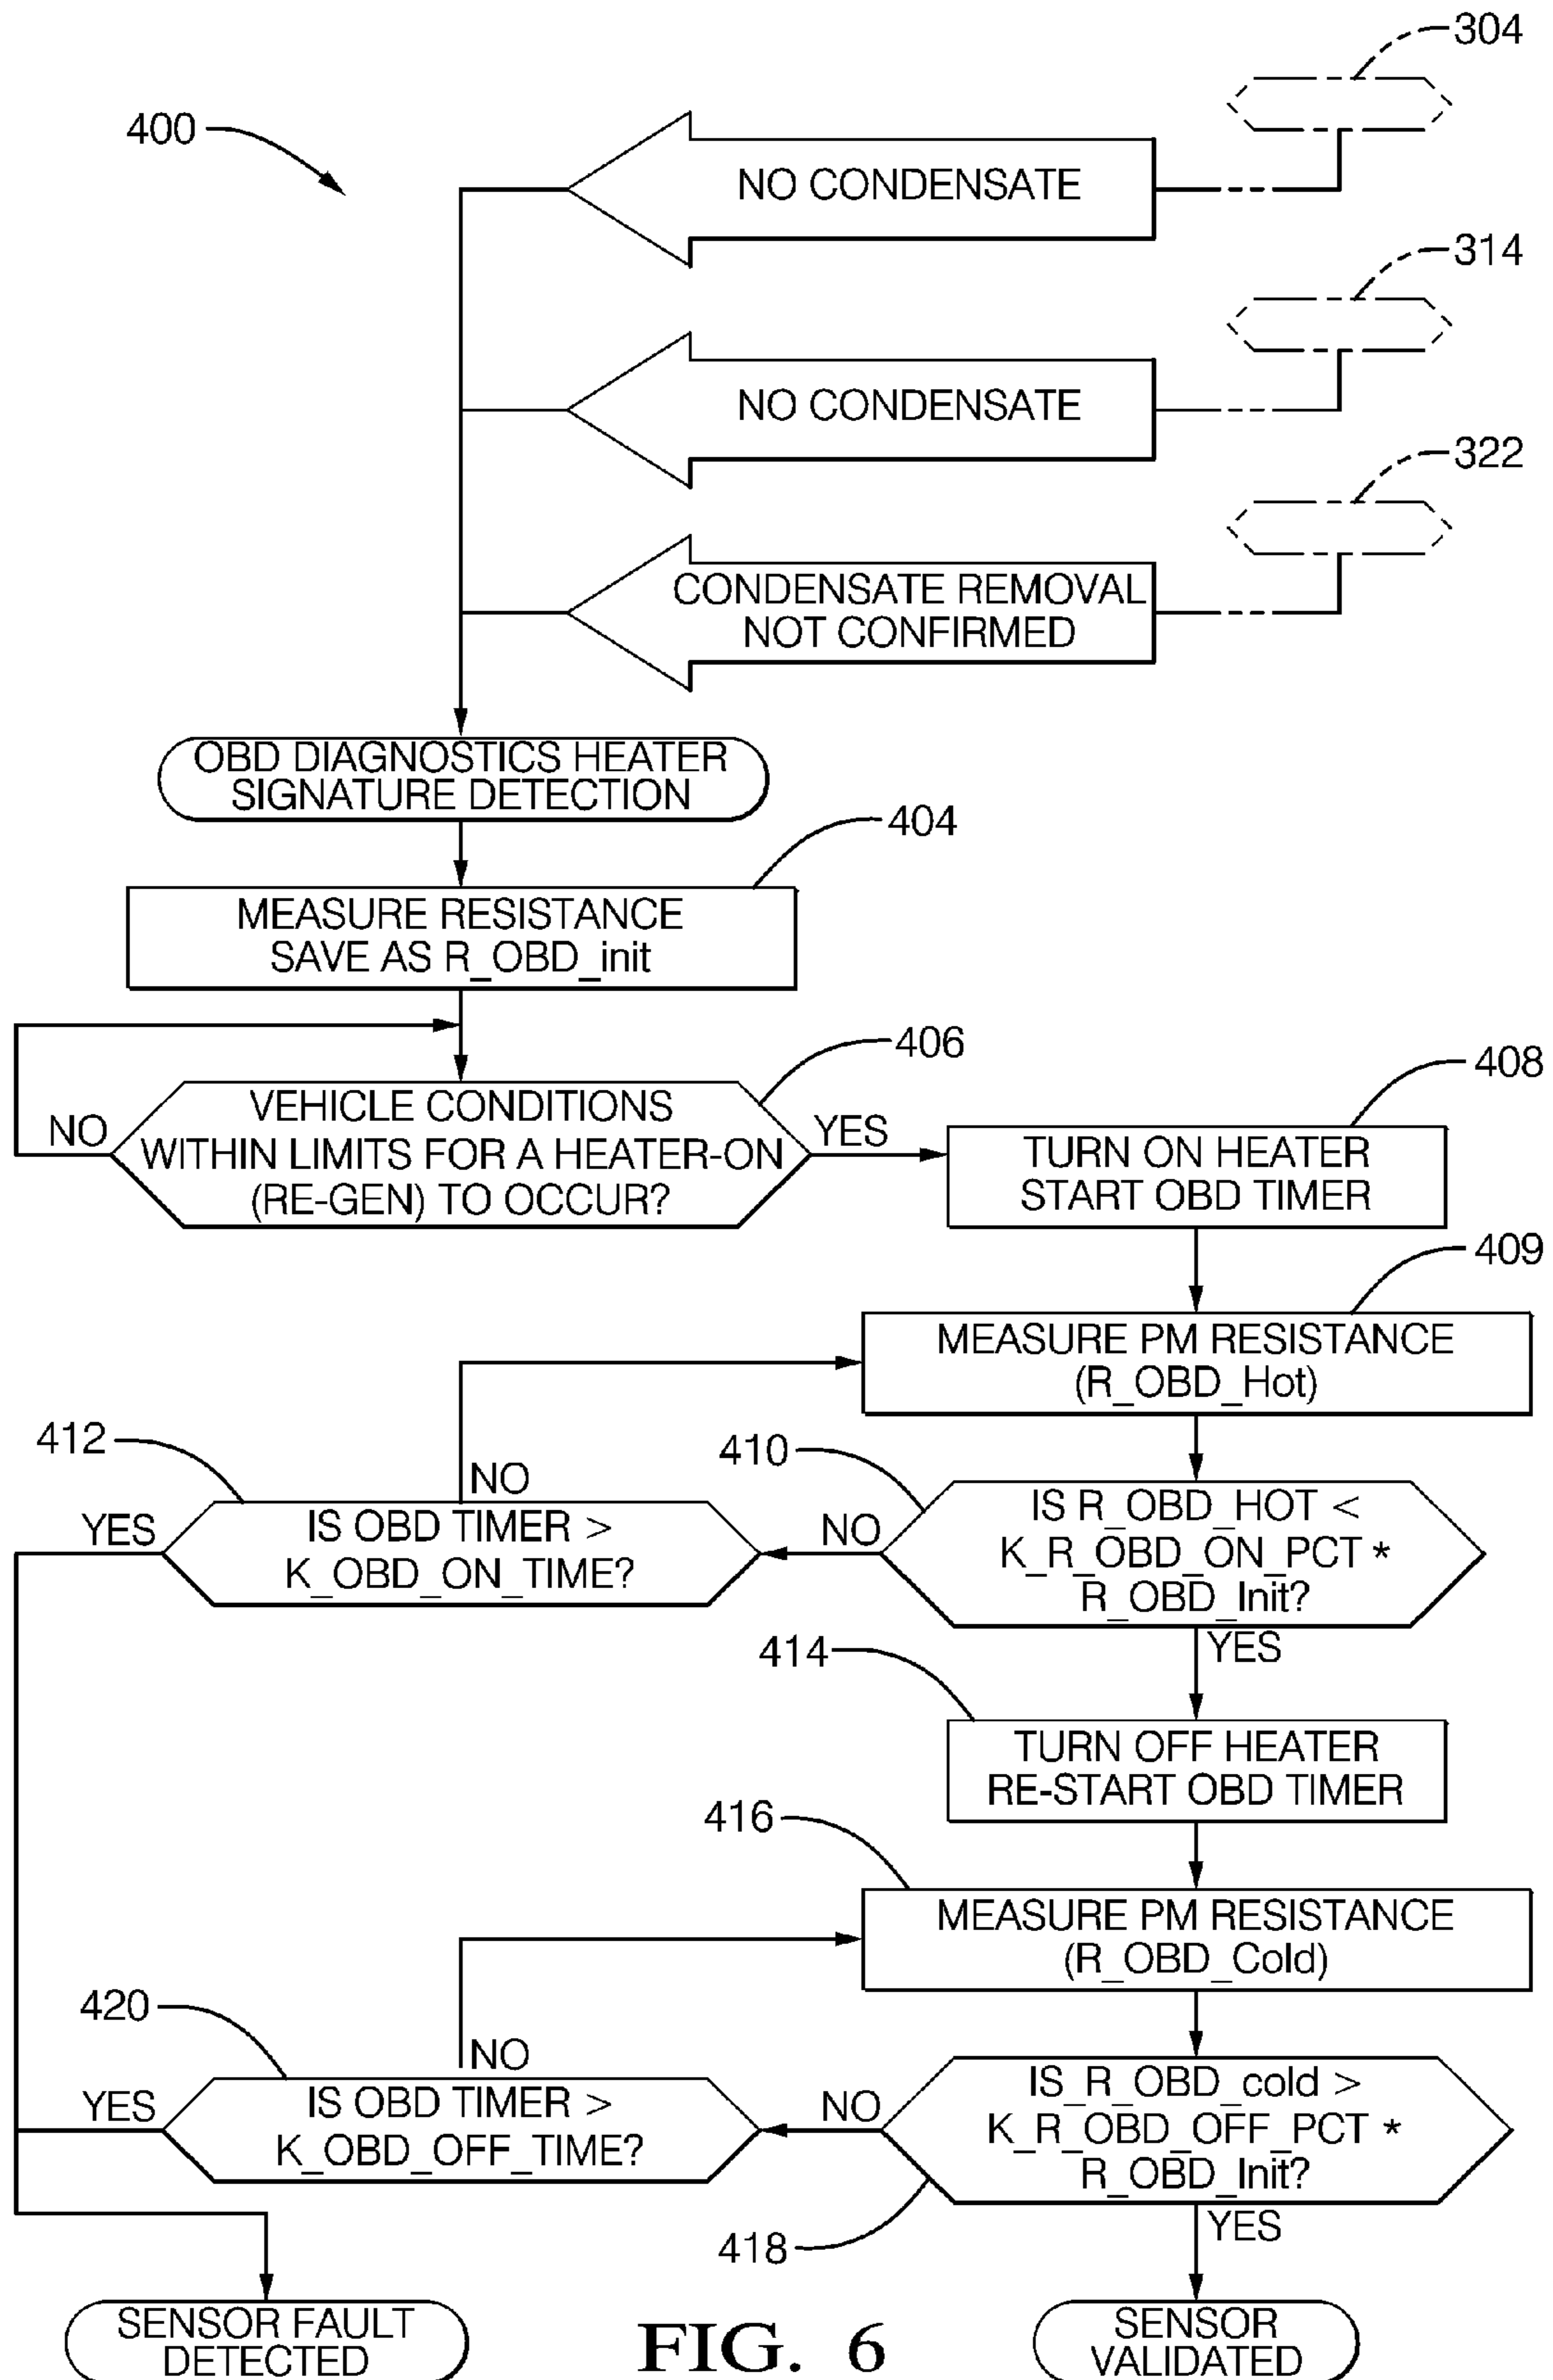 304
400
NO CONDENSATE
314
NO CONDENSATE
322
CONDENSATE REMOVAL
NOT CONFIRMED
OBD DIAGNOSTICS HEATER
SIGNATURE DETECTION
404
MEASURE RESISTANCE
SAVE AS R_OBD_init
406
408
NO
VEHICLE CONDITIONS
WITHIN LIMITS FOR A HEATER-ON
(RE-GEN) TO OCCUR?
YES
TURN ON HEATER
START OBD TIMER
409
MEASURE PM RESISTANCE
(R_OBD_Hot)
412
410
NO
YES
IS OBD TIMER >
K_OBD_ON_TIME?
NO
IS R_OBD_HOT <
K_R_OBD_ON_PCT *
R_OBD_Init?
YES
414
TURN OFF HEATER
RE-START OBD TIMER
416
MEASURE PM RESISTANCE
(R_OBD_Cold)
420
NO
YES
IS OBD TIMER >
K_OBD_OFF_TIME?
NO
IS_R_OBD_cold >
K_R_OBD_OFF_PCT *
R_OBD_Init?
418
YES
SENSOR FAULT
DETECTED
FIG. 6
SENSOR
VALIDATED